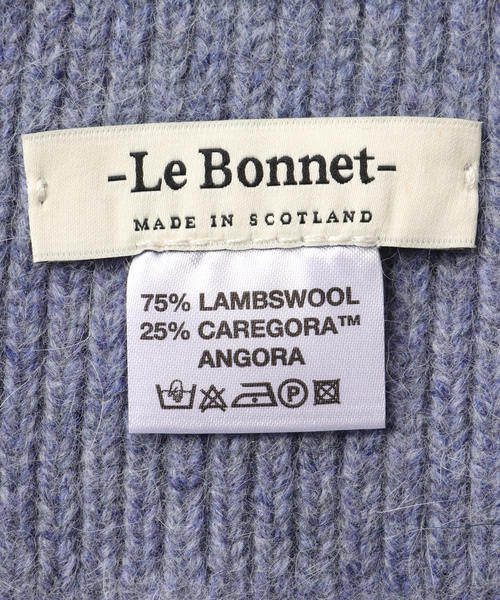 -Le Bonnet-
MADE IN SCOTLAND
75% LAMBSWOOL
25% CAREGORA™
ANGORA
P